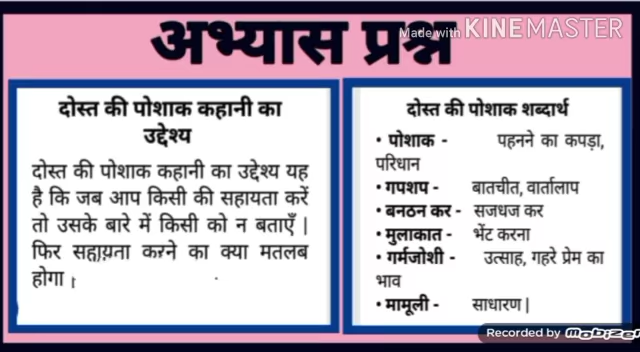 अभ्यास प्रश्न
Made with KINEMASTER
दोस्त की पोशाक कहानी का
उद्देश्य
दोस्त की पोशाक कहानी का उद्देश्य यह
है कि जब आप किसी की सहायता करें
तो उसके बारे में किसी को न बताएँ |
फिर सहायता करने का क्या मतलब
होगा ।
दोस्त की पोशाक शब्दार्थ
• पोशाक - पहनने का कपड़ा,
परिधान
• गपशप - बातचीत, वार्तालाप
• बनठन कर - सजधज कर
• मुलाकात - भेंट करना
• गर्मजोशी - उत्साह, गहरे प्रेम का
भाव
• मामूली - साधारण |
Recorded by Mobizen